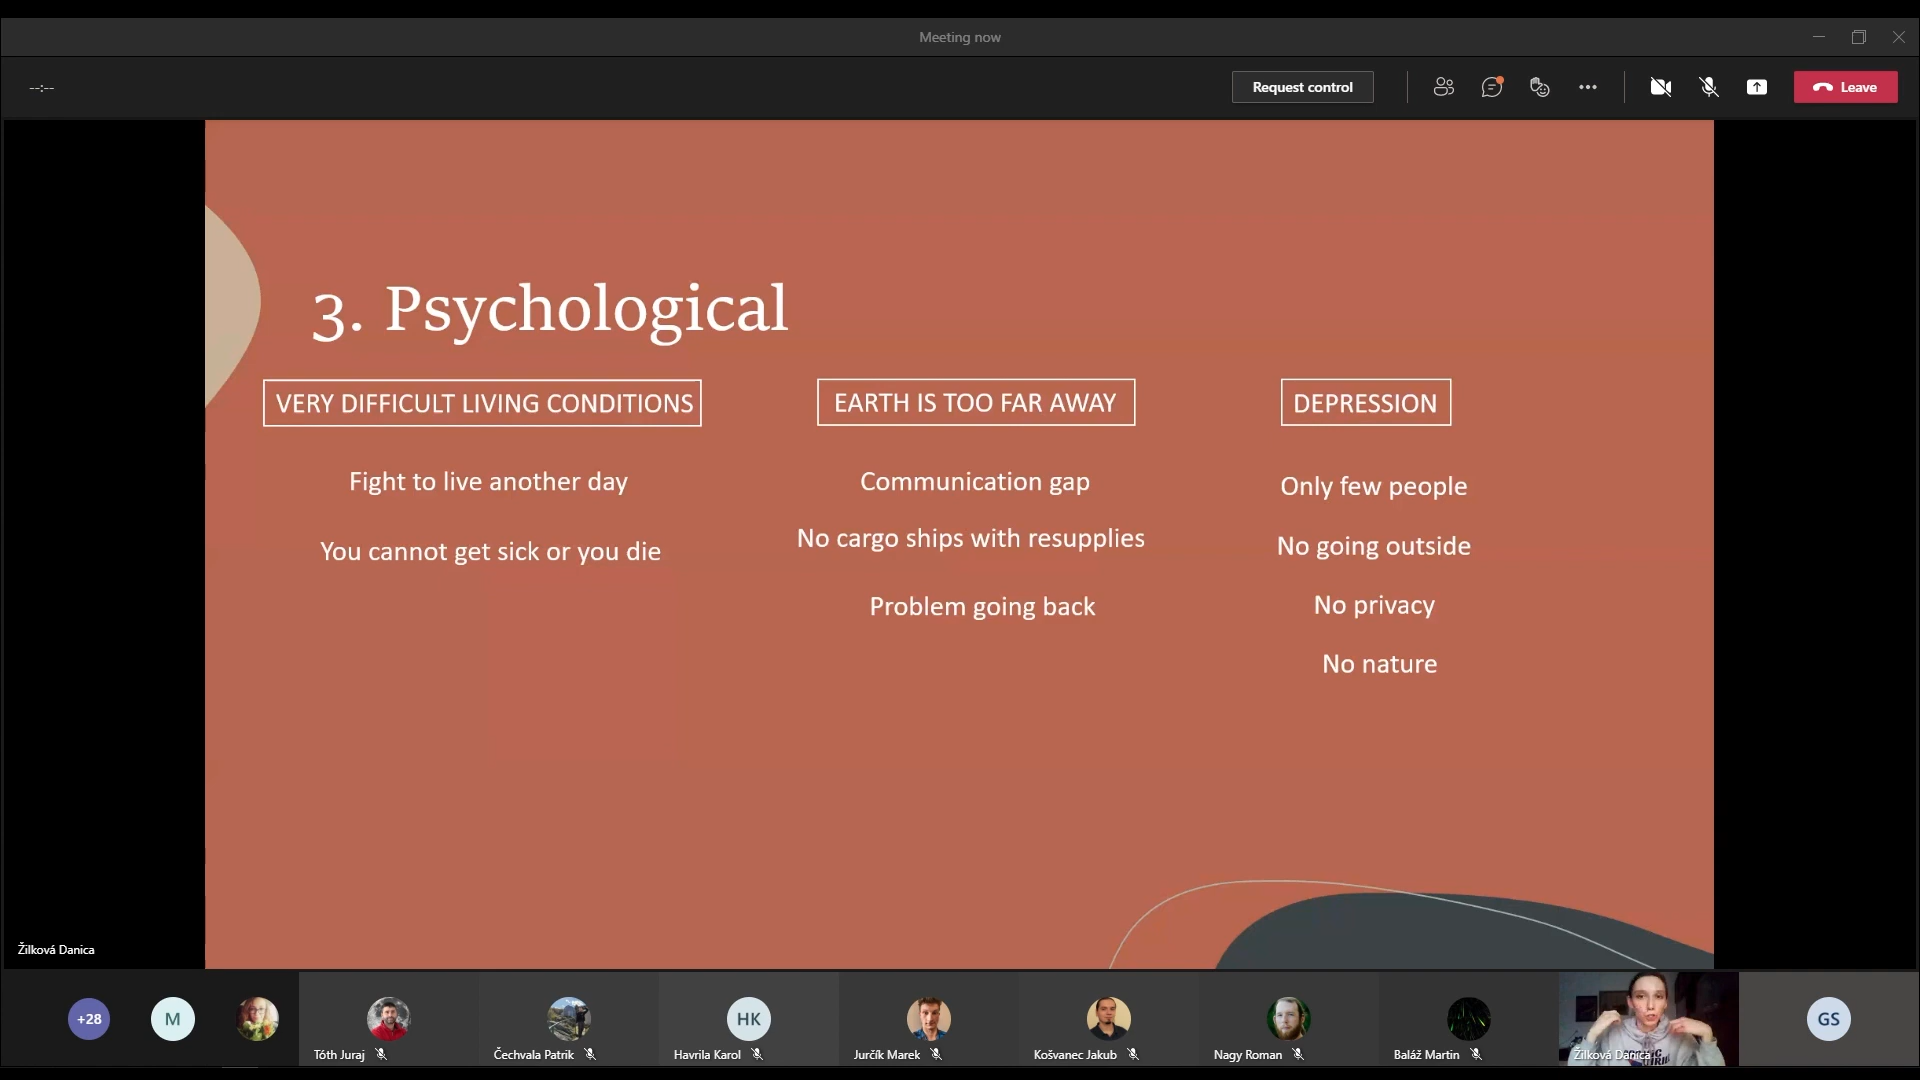 Meeting now
--:--
Request control
Leave
3. Psychological
VERY DIFFICULT LIVING CONDITIONS
Fight to live another day
You cannot get sick or you die
EARTH IS TOO FAR AWAY
Communication gap
No cargo ships with resupplies
Problem going back
DEPRESSION
Only few people
No going outside
No privacy
No nature
Žilková Danica
+28
M
Tóth Juraj
Čechvala Patrik
HK
Havrila Karol
Jurčík Marek
Košvanec Jakub
Nagy Roman
Baláž Martin
Žilková Danica
GS